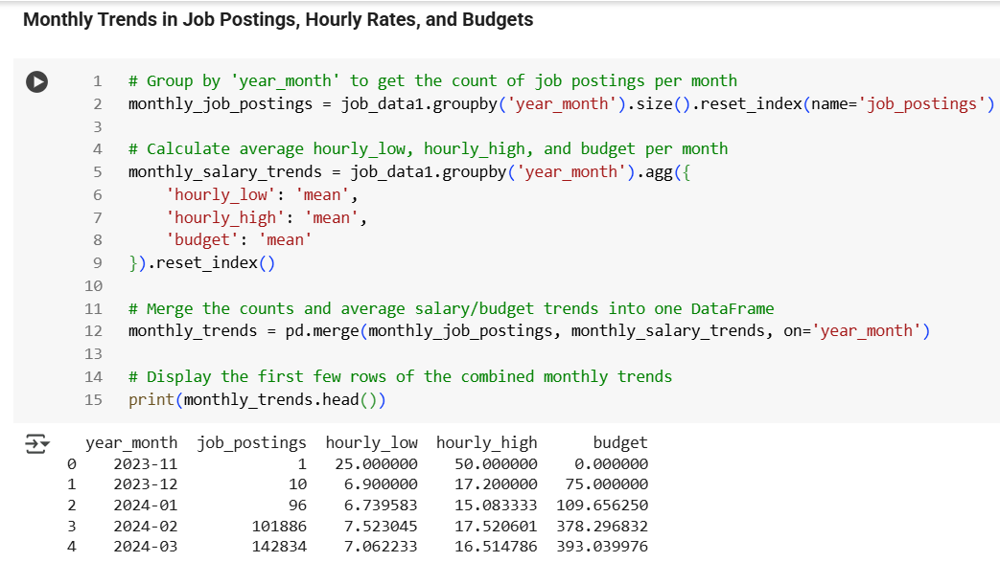 Monthly Trends in Job Postings, Hourly Rates, and Budgets
1 # Group by 'year_month' to get the count of job postings per month
2 monthly_job_postings = job_data1.groupby('year_month').size().reset_index(name='job_postings')
3
4 # Calculate average hourly_low, hourly_high, and budget per month
5 monthly_salary_trends = job_data1.groupby('year_month').agg({
6     'hourly_low': 'mean',
7     'hourly_high': 'mean',
8     'budget': 'mean'
9 }).reset_index()
10
11 # Merge the counts and average salary/budget trends into one DataFrame
12 monthly_trends = pd.merge(monthly_job_postings, monthly_salary_trends, on='year_month')
13
14 # Display the first few rows of the combined monthly trends
15 print(monthly_trends.head())
year_month job_postings hourly_low hourly_high budget
0 2023-11 1 25.000000 50.000000 0.000000
1 2023-12 10 6.900000 17.200000 75.000000
2 2024-01 96 6.739583 15.083333 109.656250
3 2024-02 101886 7.523045 17.520601 378.296832
4 2024-03 142834 7.062233 16.514786 393.039976